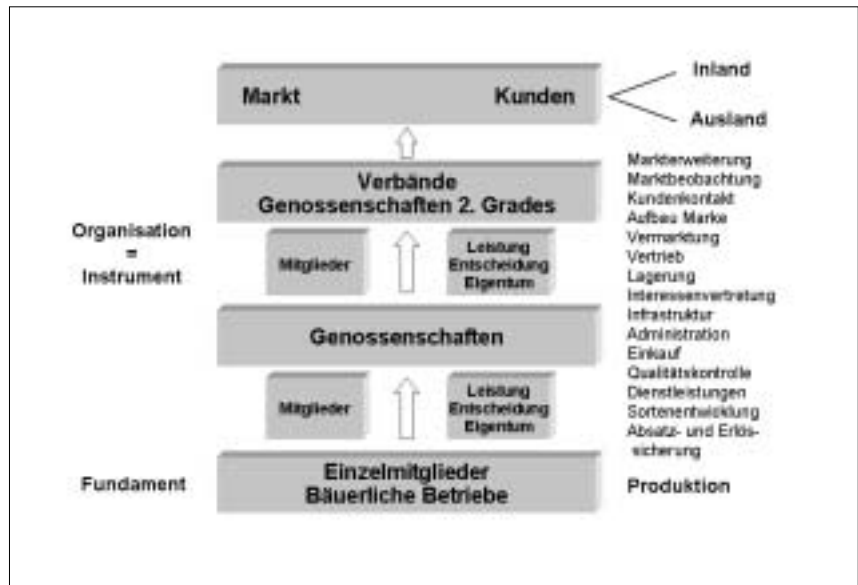 Markt Kunden
Inland
Ausland
Verbände
Genossenschaften 2. Grades
Organisation
=
Instrument
Mitglieder
Leistung
Entscheidung
Eigentum
Genossenschaften
Mitglieder
Leistung
Entscheidung
Eigentum
Markterweiterung
Marktbeobachtung
Kundenkontakt
Aufbau Marke
Vermarktung
Vertrieb
Lagerung
Interessenvertretung
Infrastruktur
Administration
Einkauf
Qualitätskontrolle
Dienstleistungen
Sortenentwicklung
Absatz- und Erlös-
sicherung
Fundament
Einzelmitglieder
Bäuerliche Betriebe
Produktion